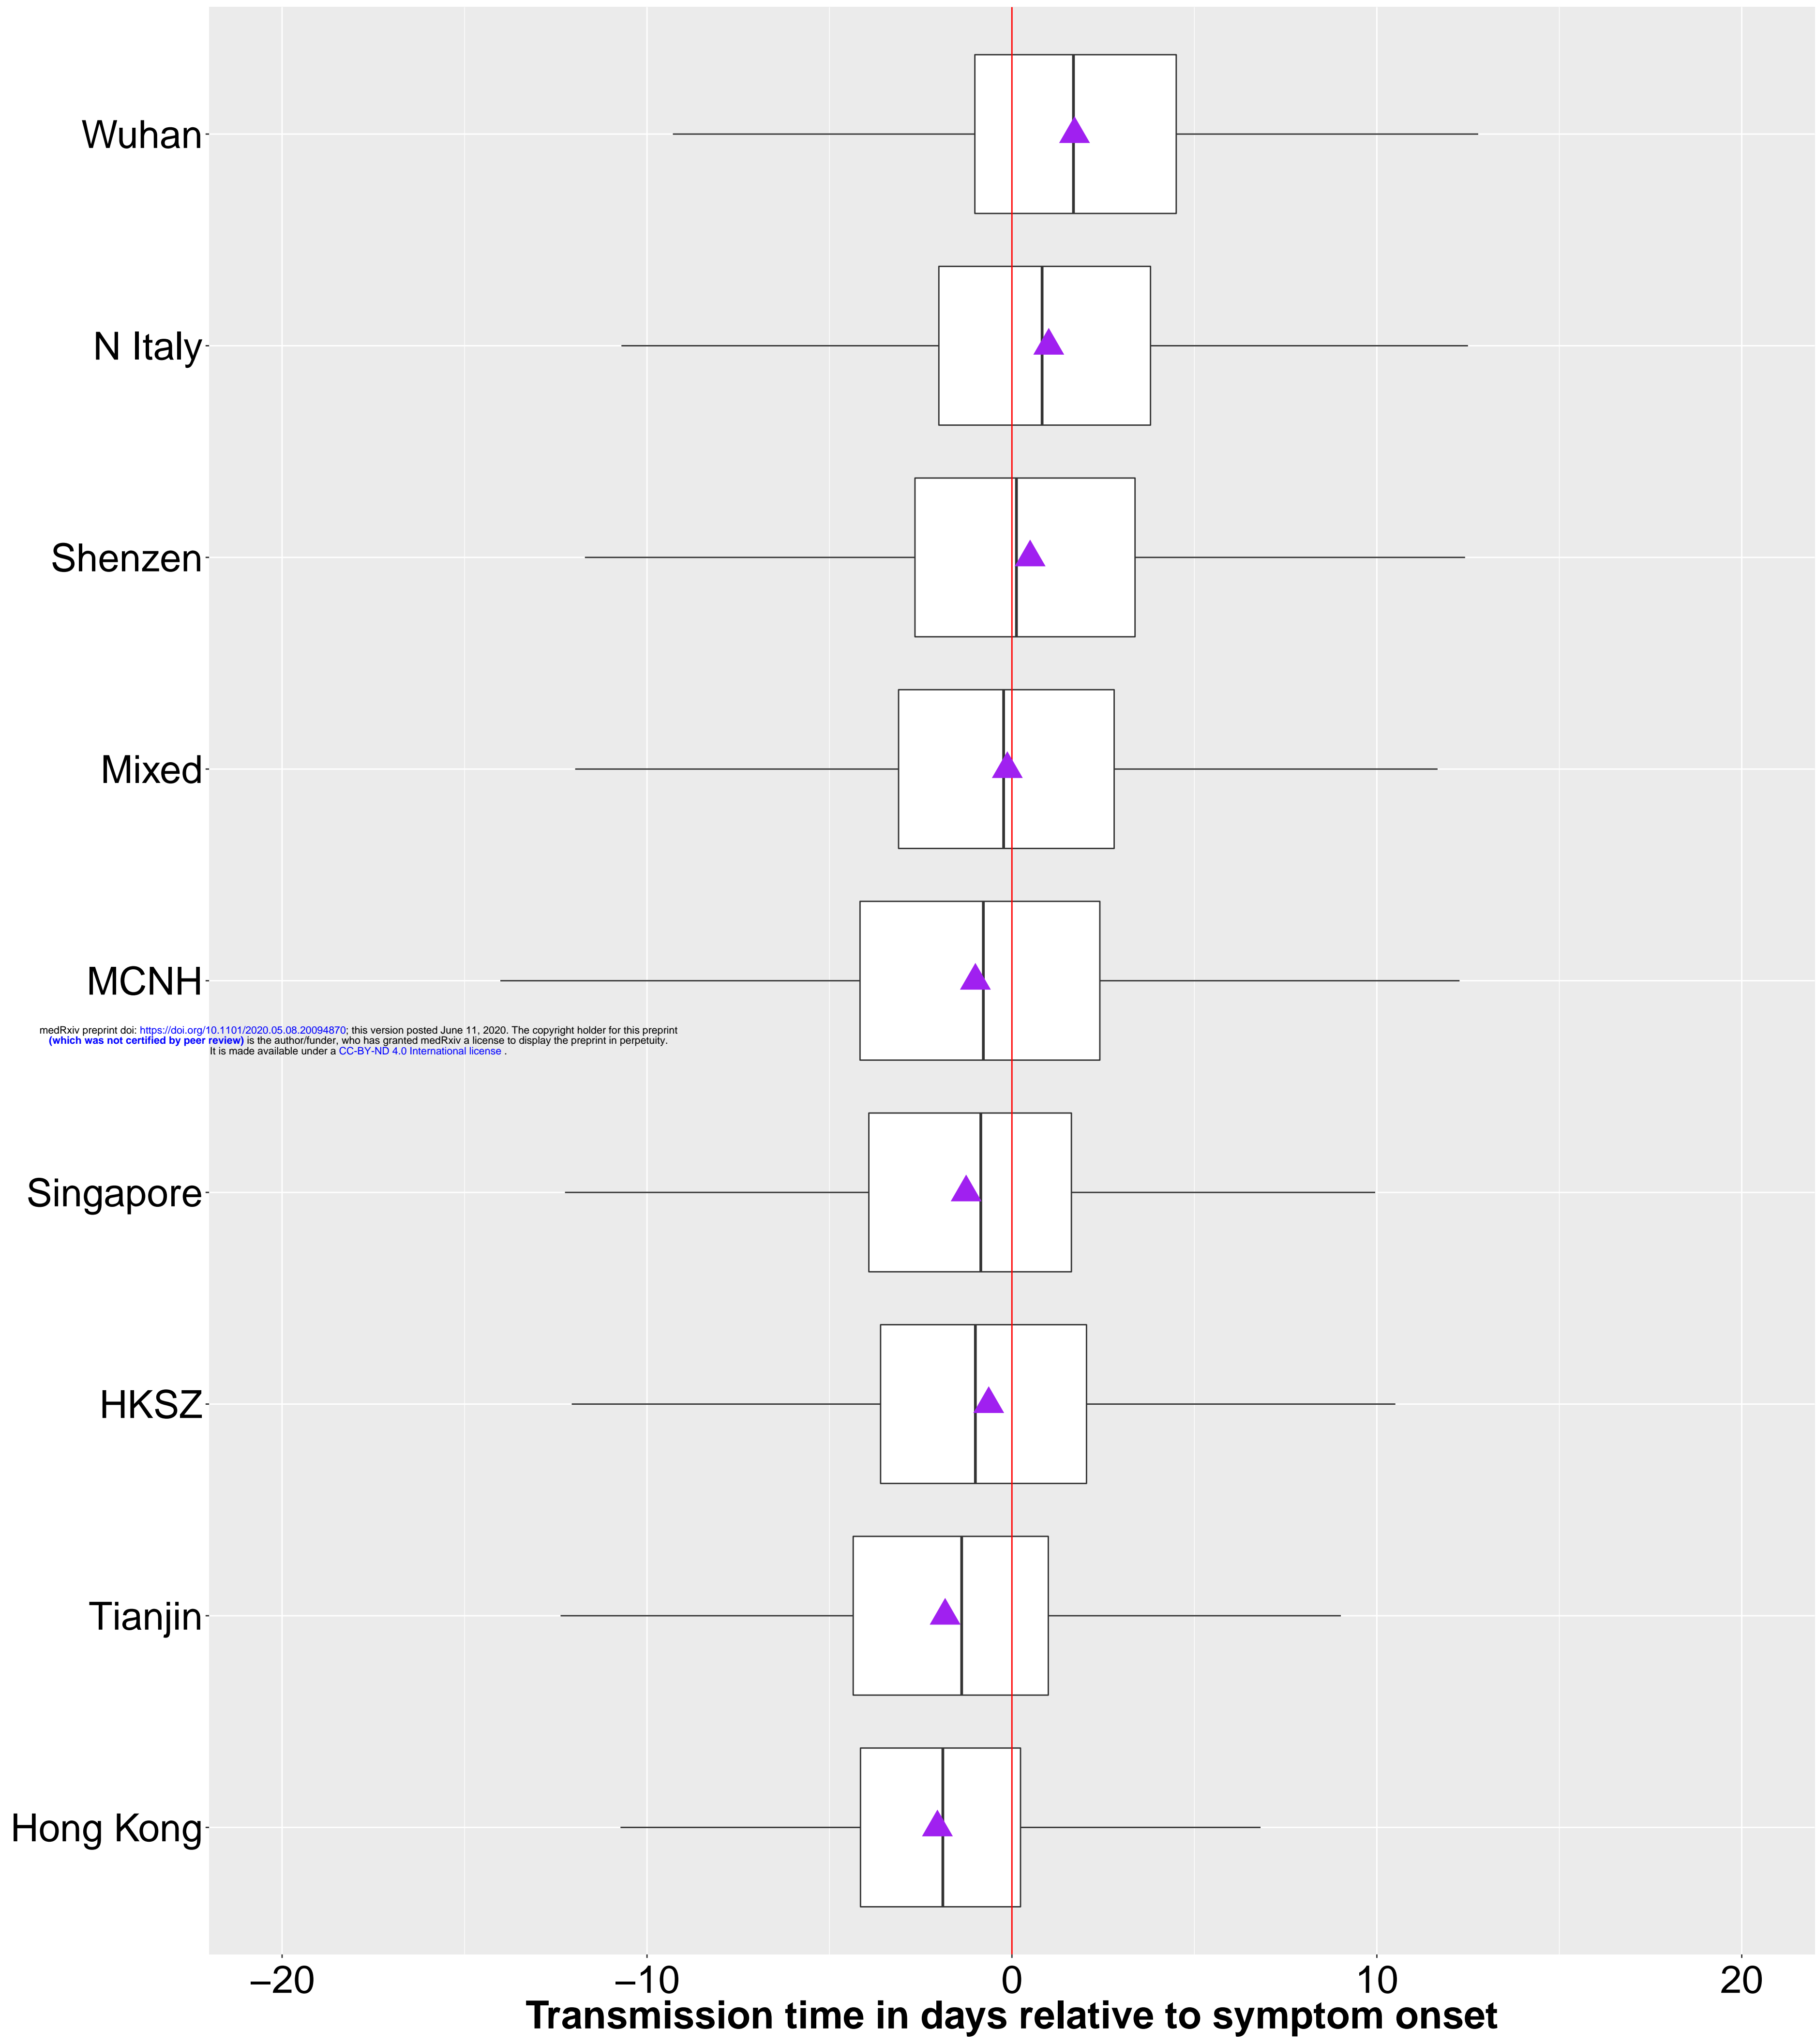 Wuhan
N Italy
Shenzen
Mixed
MCNH
medRxiv preprint doi: https://doi.org/10.1101/2020.05.08.20094870; this version posted June 11, 2020. The copyright holder for this preprint
(which was not certified by peer review) is the author/funder, who has granted medRxiv a license to display the preprint in perpetuity.
It is made available under a CC-BY-ND 4.0 International license .
Singapore
HKSZ
Tianjin
Hong Kong
−20 −10 0 10 20
Transmission time in days relative to symptom onset